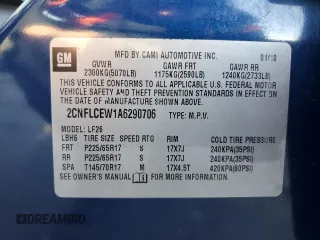 GM
MFD BY CAMI AUTOMOTIVE INC. 01/10
GVWR GAWR FRT GAWR RR
2300KG(5070LB) 1175KG(2590LB) 1240KG(2733LB)
THIS VEHICLE CONFORMS TO ALL APPLICABLE U.S. FEDERAL MOTOR
VEHICLE SAFETY AND THEFT PREVENTION STANDARDS IN EFFECT ON
THE DATE OF MANUFACTURE SHOWN ABOVE.
2CNFLCEW1A6290706 TYPE: M.P.V.
MODEL: LF26
LBH6 TIRE SIZE SPEED RTG RIM COLD TIRE
FRT P225/65R17 S 17X7J 240KPA(35PSI)
RR P225/65R17 S 17X7J 240KPA(35PSI)
SPA T145/70R17 M 17X4.5T 420KPA(60PSI)
SEE OWNER'S MANUAL
DREAMBID